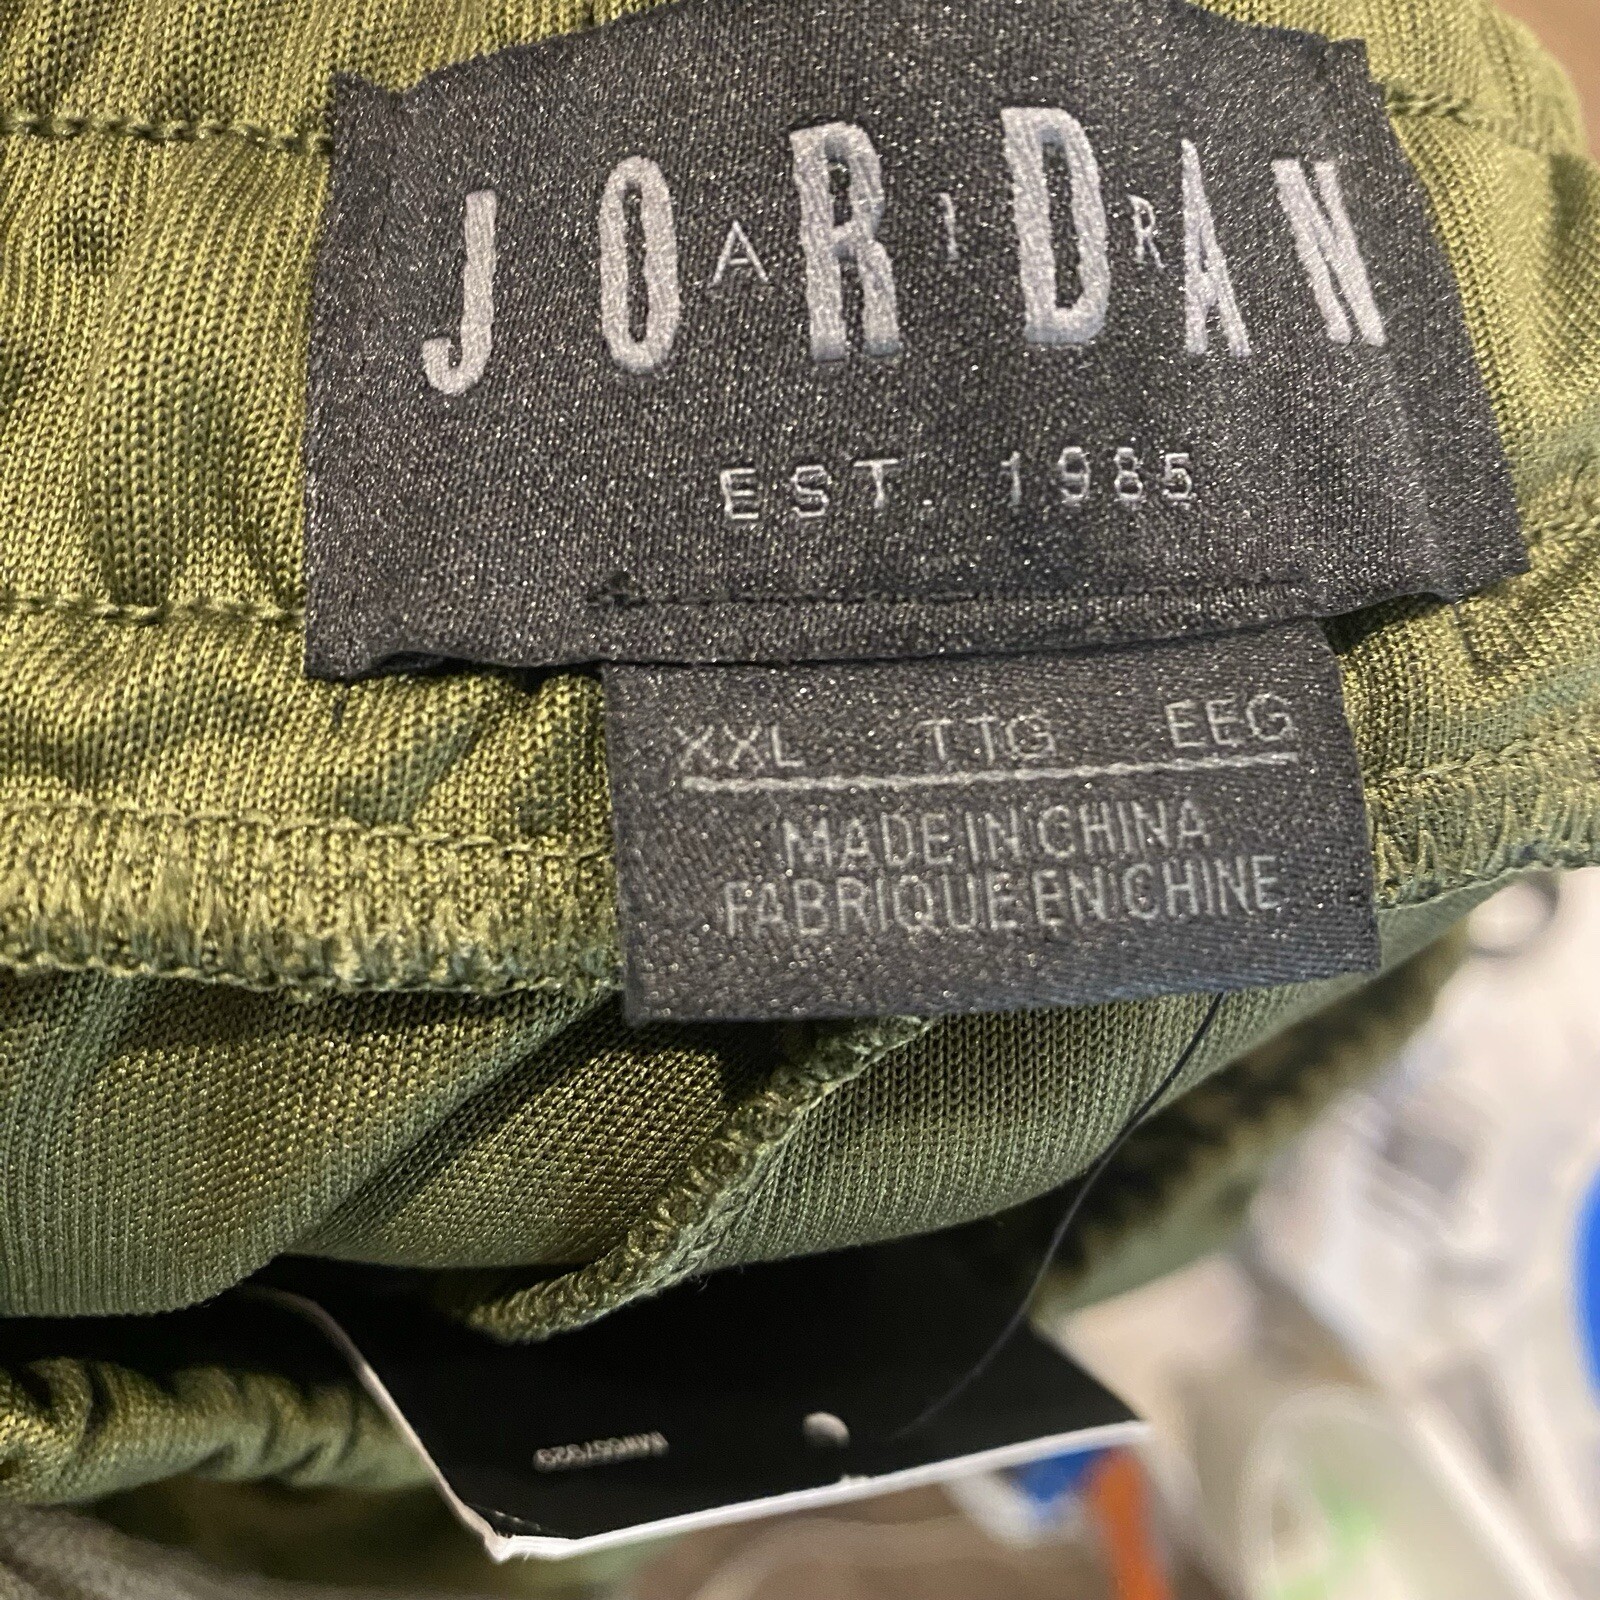 JORDAN
AIR
EST. 1985
XXL TTG EEG
MADE IN CHINA
FABRIQUE EN CHINE